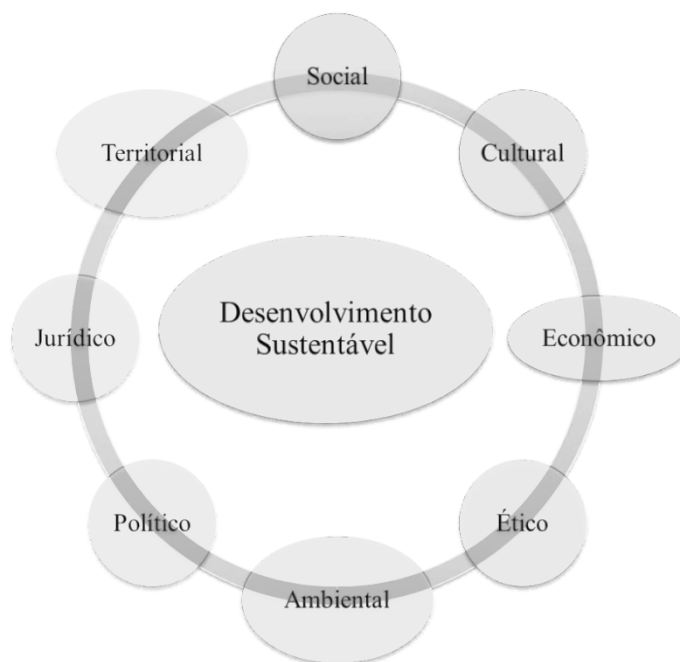 Social
Territorial
Cultural
Desenvolvimento
Sustentável
Jurídico
Econômico
Político
Ético
Ambiental